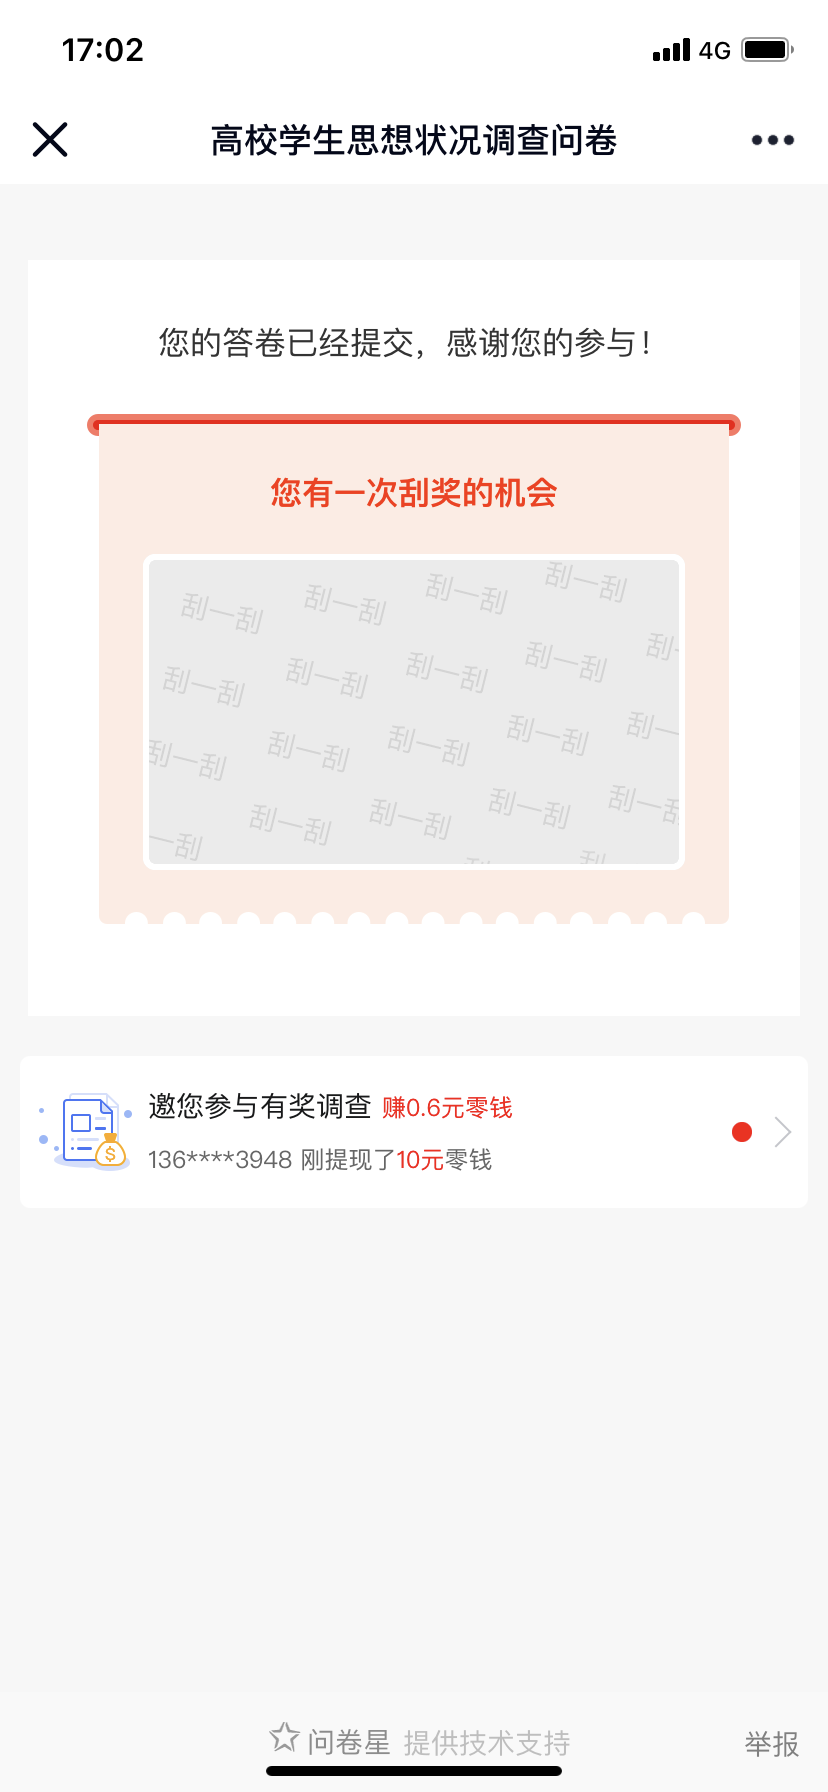 17:02
4G
高校学生思想状况调查问卷
您的答卷已经提交，感谢您的参与！
您有一次刮奖的机会
刮一刮 刮一刮 刮一刮 刮一刮
刮一刮 刮一刮 刮一刮 刮一刮 刮
刮一刮 刮一刮 刮一刮 刮一刮 刮一
一刮 刮一刮 刮一刮 刮一刮 刮一刮
邀您参与有奖调查 赚0.6元零钱
136****3948 刚提现了10元零钱
问卷星 提供技术支持
举报